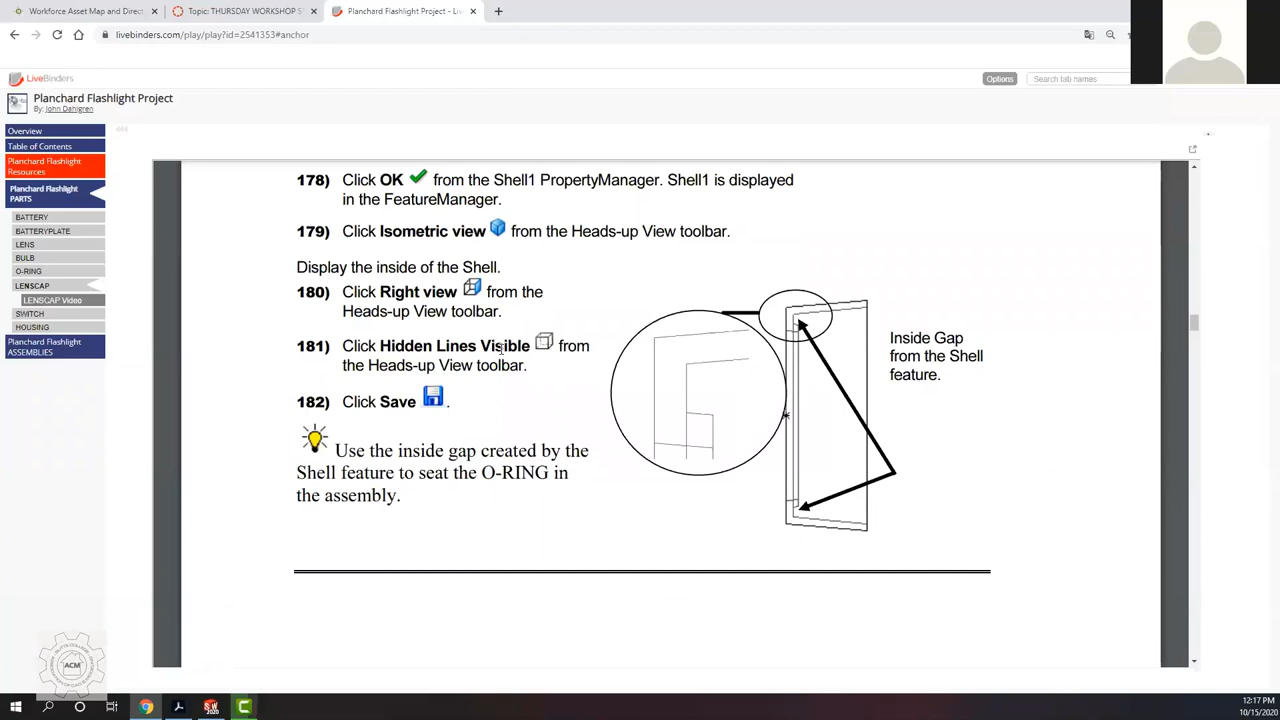 Workforce Asset Map and Direct
Topic: THURSDAY WORKSHOP S
Planchard Flashlight Project - Liv
livebinders.com/play/play?id=2541353#anchor
LiveBinders
Options
Search tab names
Planchard Flashlight Project
By: John Dahlgren
Overview
Table of Contents
Planchard Flashlight
Resources
Planchard Flashlight
PARTS
BATTERY
BATTERYPLATE
LENS
BULB
O-RING
LENSCAP
LENSCAP Video
SWITCH
HOUSING
Planchard Flashlight
ASSEMBLIES
178) Click OK from the Shell1 PropertyManager. Shell1 is displayed
in the FeatureManager.
179) Click Isometric view from the Heads-up View toolbar.
Display the inside of the Shell.
180) Click Right view from the
Heads-up View toolbar.
181) Click Hidden Lines Visible from
the Heads-up View toolbar.
182) Click Save .
Use the inside gap created by the
Shell feature to seat the O-RING in
the assembly.
Inside Gap
from the Shell
feature.
ACM
12:17 PM
10/15/2020